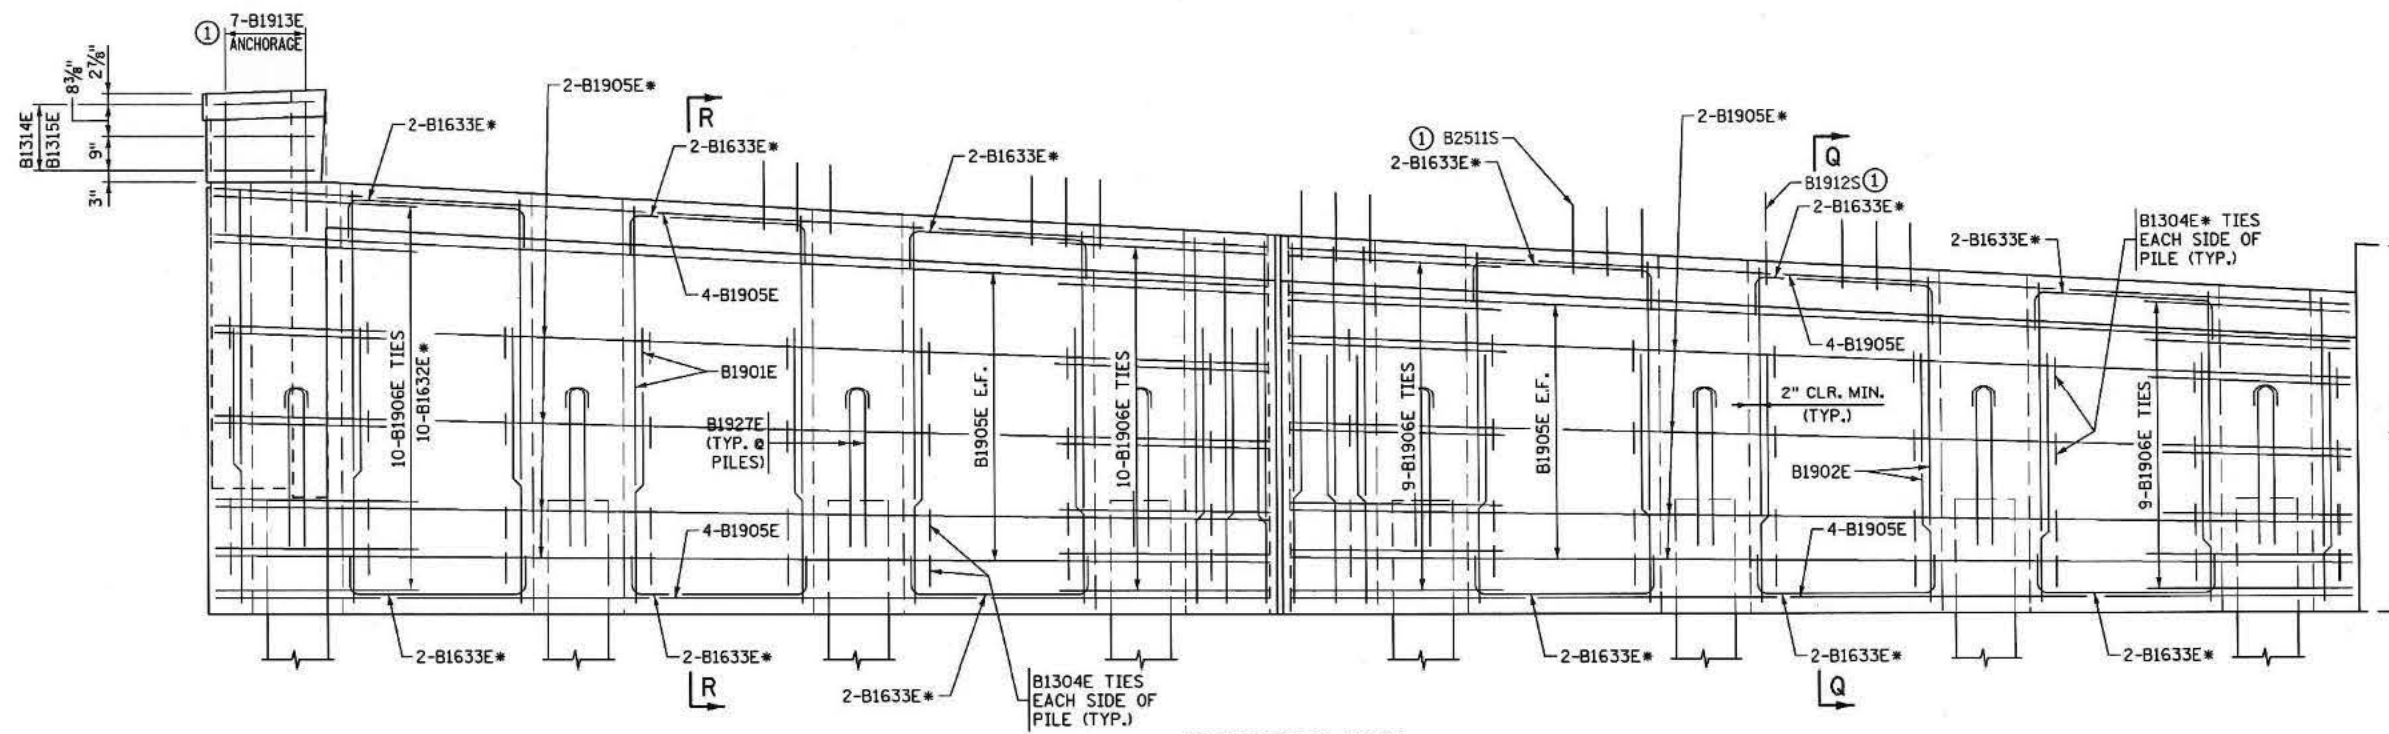 ① 7-B1913E
ANCHORAGE
2⅞"
8⅜"
9"
3"
B1314E
B1315E
2-B1633E*
2-B1905E*
R
2-B1633E*
2-B1633E*
4-B1905E
10-B1906E TIES
10-B1632E*
B1901E
B1927E
(TYP. @
PILES)
B1905E E.F.
10-B1906E TIES
4-B1905E
2-B1633E*
2-B1633E*
R
2-B1633E*
B1304E TIES
EACH SIDE OF
PILE (TYP.)
① B2511S
2-B1633E*
2-B1905E*
Q
B1912S ①
2-B1633E*
2-B1633E*
B1304E* TIES
EACH SIDE OF
PILE (TYP.)
4-B1905E
9-B1906E TIES
B1905E E.F.
2" CLR. MIN.
(TYP.)
B1902E
9-B1906E TIES
4-B1905E
2-B1633E*
2-B1633E*
2-B1633E*
Q